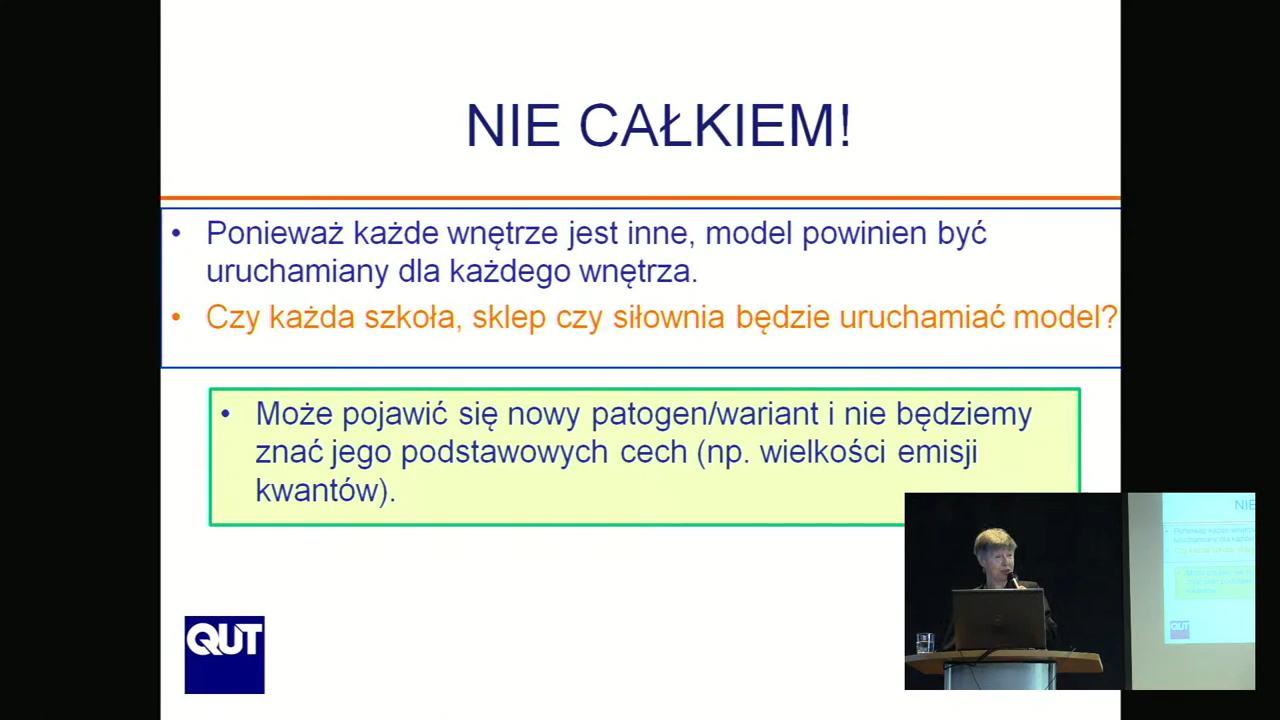 NIE CAŁKIEM!
• Ponieważ każde wnętrze jest inne, model powinien być
uruchamiany dla każdego wnętrza.
• Czy każda szkoła, sklep czy siłownia będzie uruchamiać model?
• Może pojawić się nowy patogen/wariant i nie będziemy
znać jego podstawowych cech (np. wielkości emisji
kwantów).
QUT
NIE
QUT